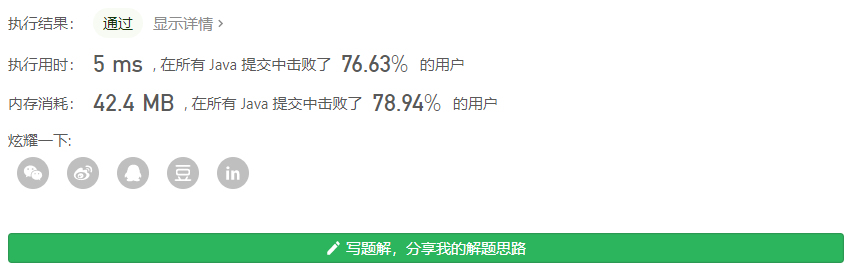 执行结果： 通过 显示详情 >
执行用时： 5 ms , 在所有 Java 提交中击败了 76.63% 的用户
内存消耗： 42.4 MB , 在所有 Java 提交中击败了 78.94% 的用户
炫耀一下:
豆 in
写题解，分享我的解题思路